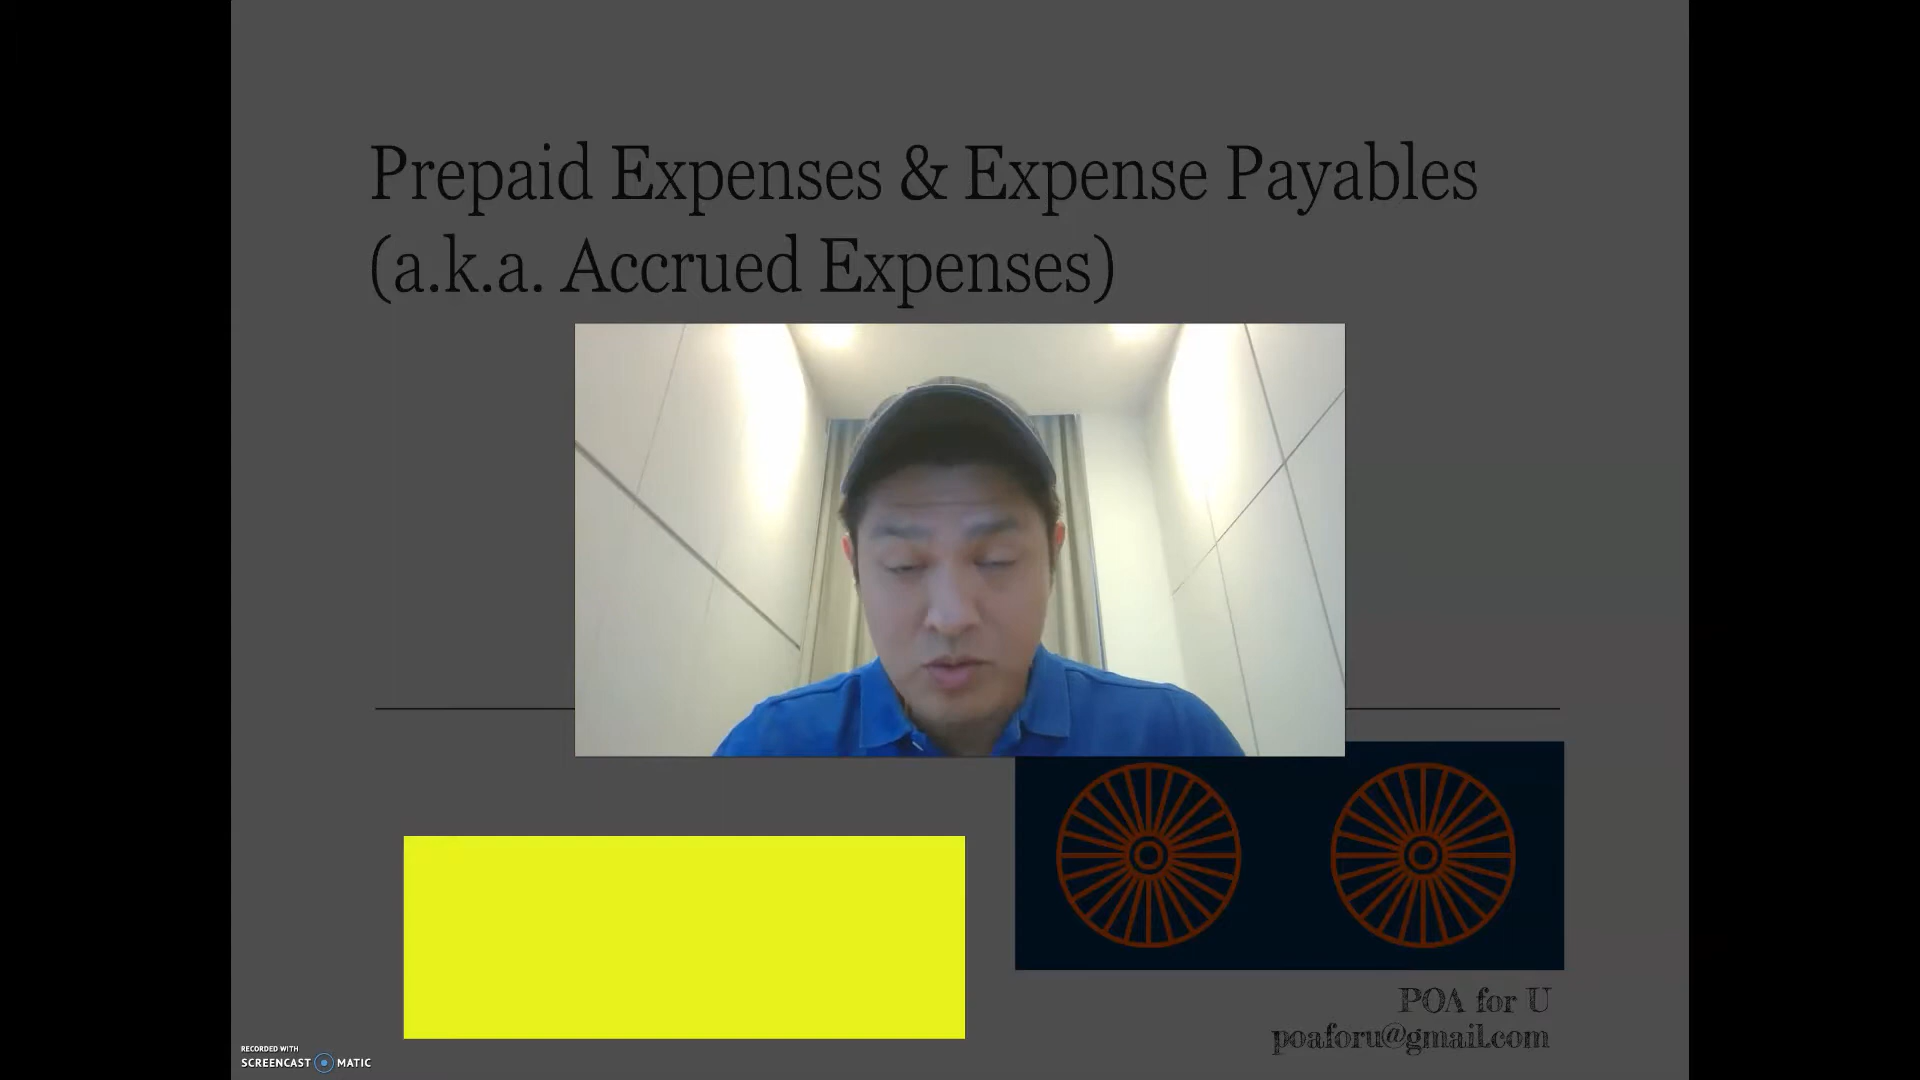 Prepaid Expenses & Expense Payables
(a.k.a. Accrued Expenses)
POA for U
poaforu@gmail.com
RECORDED WITH
SCREENCAST MATIC